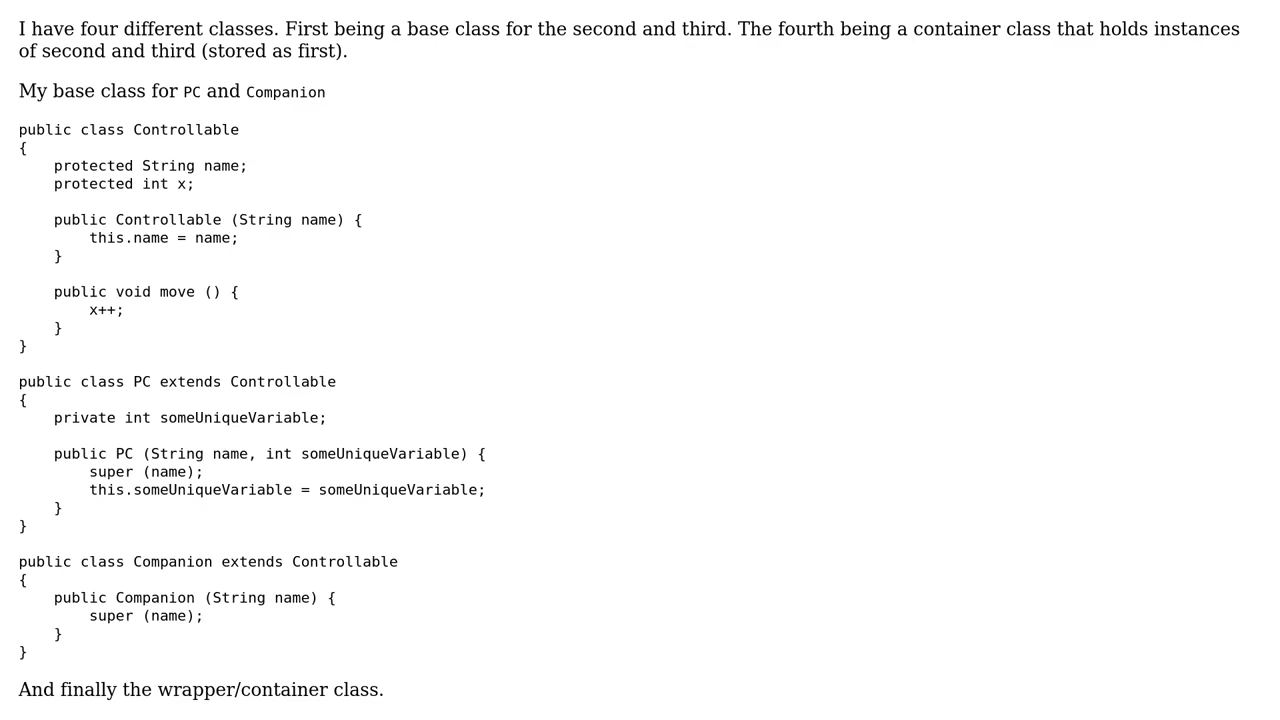 I have four different classes. First being a base class for the second and third. The fourth being a container class that holds instances
of second and third (stored as first).
My base class for PC and Companion
public class Controllable
{
    protected String name;
    protected int x;

    public Controllable (String name) {
        this.name = name;
    }

    public void move () {
        x++;
    }
}

public class PC extends Controllable
{
    private int someUniqueVariable;

    public PC (String name, int someUniqueVariable) {
        super (name);
        this.someUniqueVariable = someUniqueVariable;
    }
}

public class Companion extends Controllable
{
    public Companion (String name) {
        super (name);
    }
}
And finally the wrapper/container class.